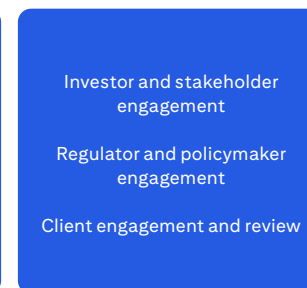 Investor and stakeholder
engagement
Regulator and policymaker
engagement
Client engagement and review